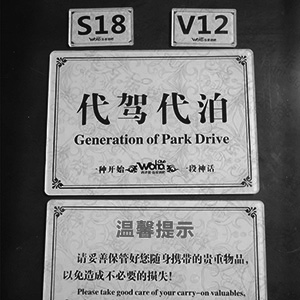 S18 V12
代驾代泊
Generation of Park Drive
一种开始 Love Word 一段神话
温馨提示
请妥善保管好您随身携带的贵重物品，
以免造成不必要的损失！
Please take good care of your carry-on valuables,